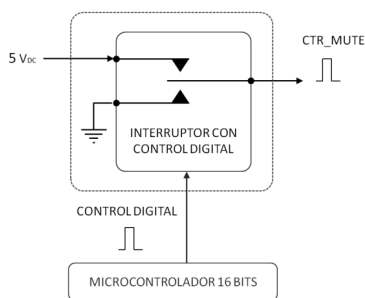 CTR_MUTE
5 VDC
INTERRUPTOR CON
CONTROL DIGITAL
CONTROL DIGITAL
MICROCONTROLADOR 16 BITS